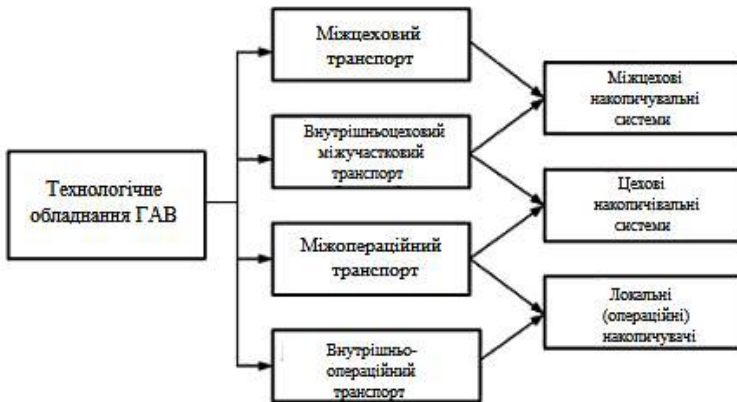 Міжцеховий
транспорт
Міжцехові
накопичувальні
системи
Внутрішньоцеховий
міжучастковий
транспорт
Технологічне
обладнання ГАВ
Цехові
накопичівальні
системи
Міжопераційний
транспорт
Локальні
(операційні)
накопичувачі
Внутрішньо-
операційний
транспорт